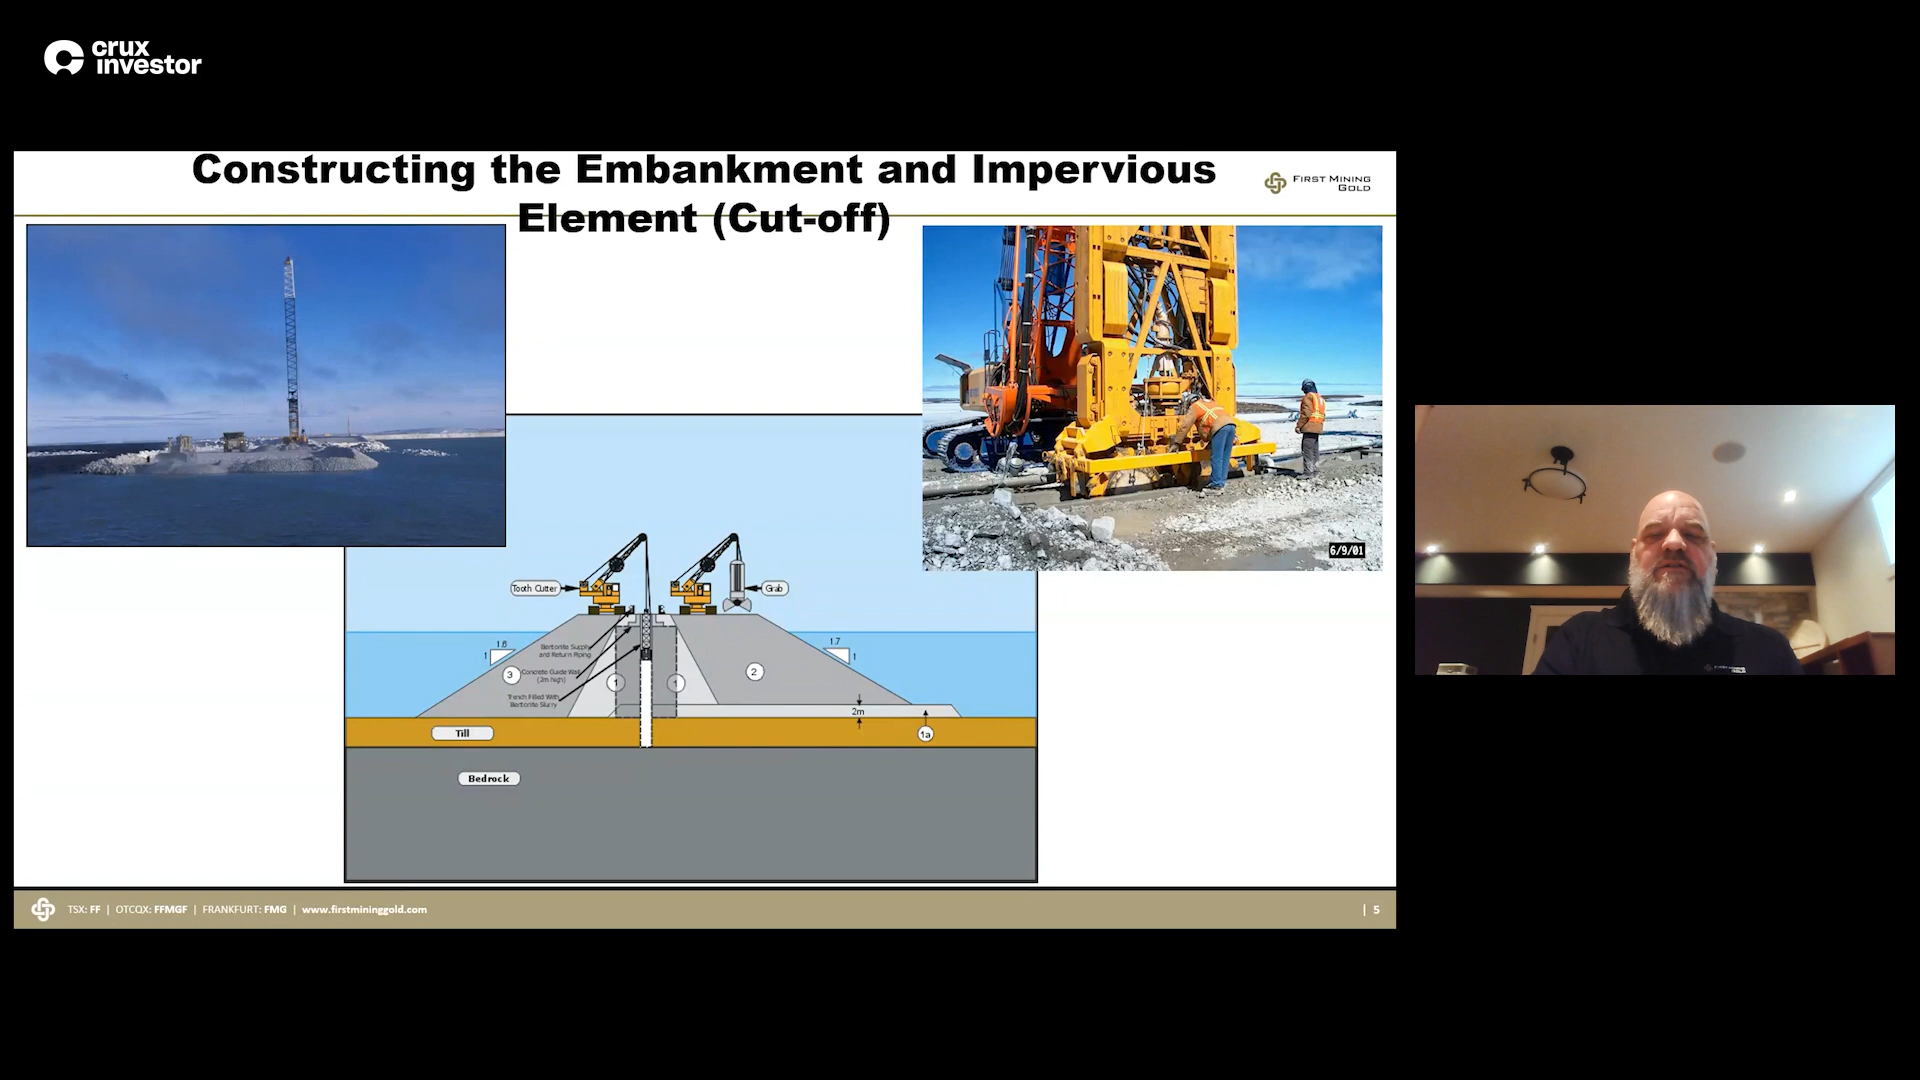 crux
investor
Constructing the Embankment and Impervious
Element (Cut-off)
FIRST MINING
GOLD
6/9/01
Tooth Cutter
Grab
1.6
1
1.7
1
Bentonite Supply
and Return Piping
3
Concrete Guide Wall
(2m high)
1
1
2
Trench Filled With
Bentonite Slurry
2m
1a
Till
Bedrock
TSX: FF | OTCQX: FFMGF | FRANKFURT: FMG | www.firstmininggold.com
| 5